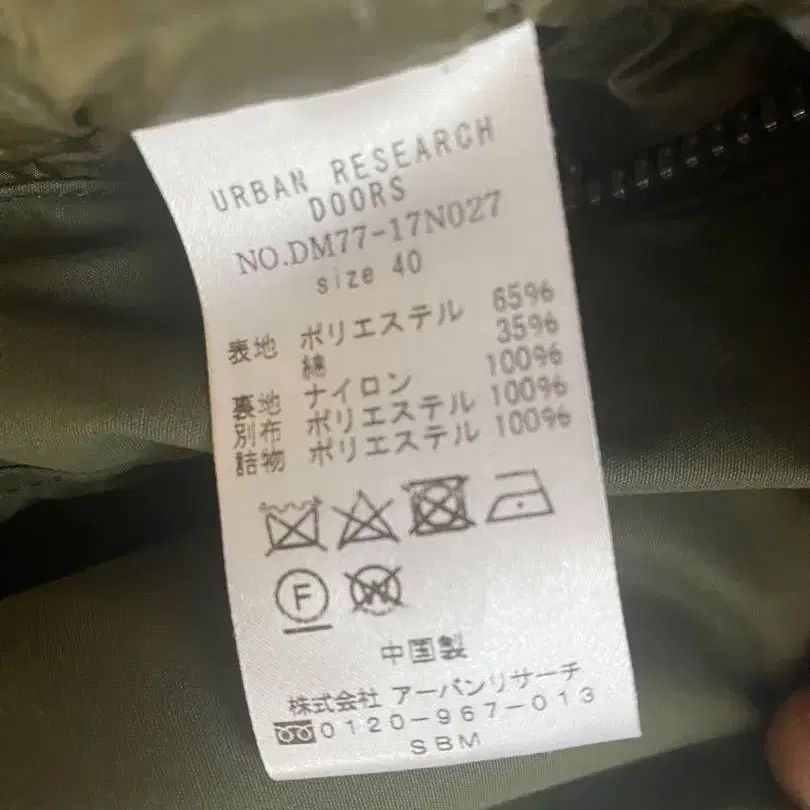 URBAN RESEARCH
DOORS
NO.DM77-17N027
size 40
表地 ポリエステル 65%
綿 35%
裏地 ナイロン 100%
別布 ポリエステル 100%
詰物 ポリエステル 100%
F
W
中国製
株式会社 アーバンリサーチ
0120-967-013
SBM